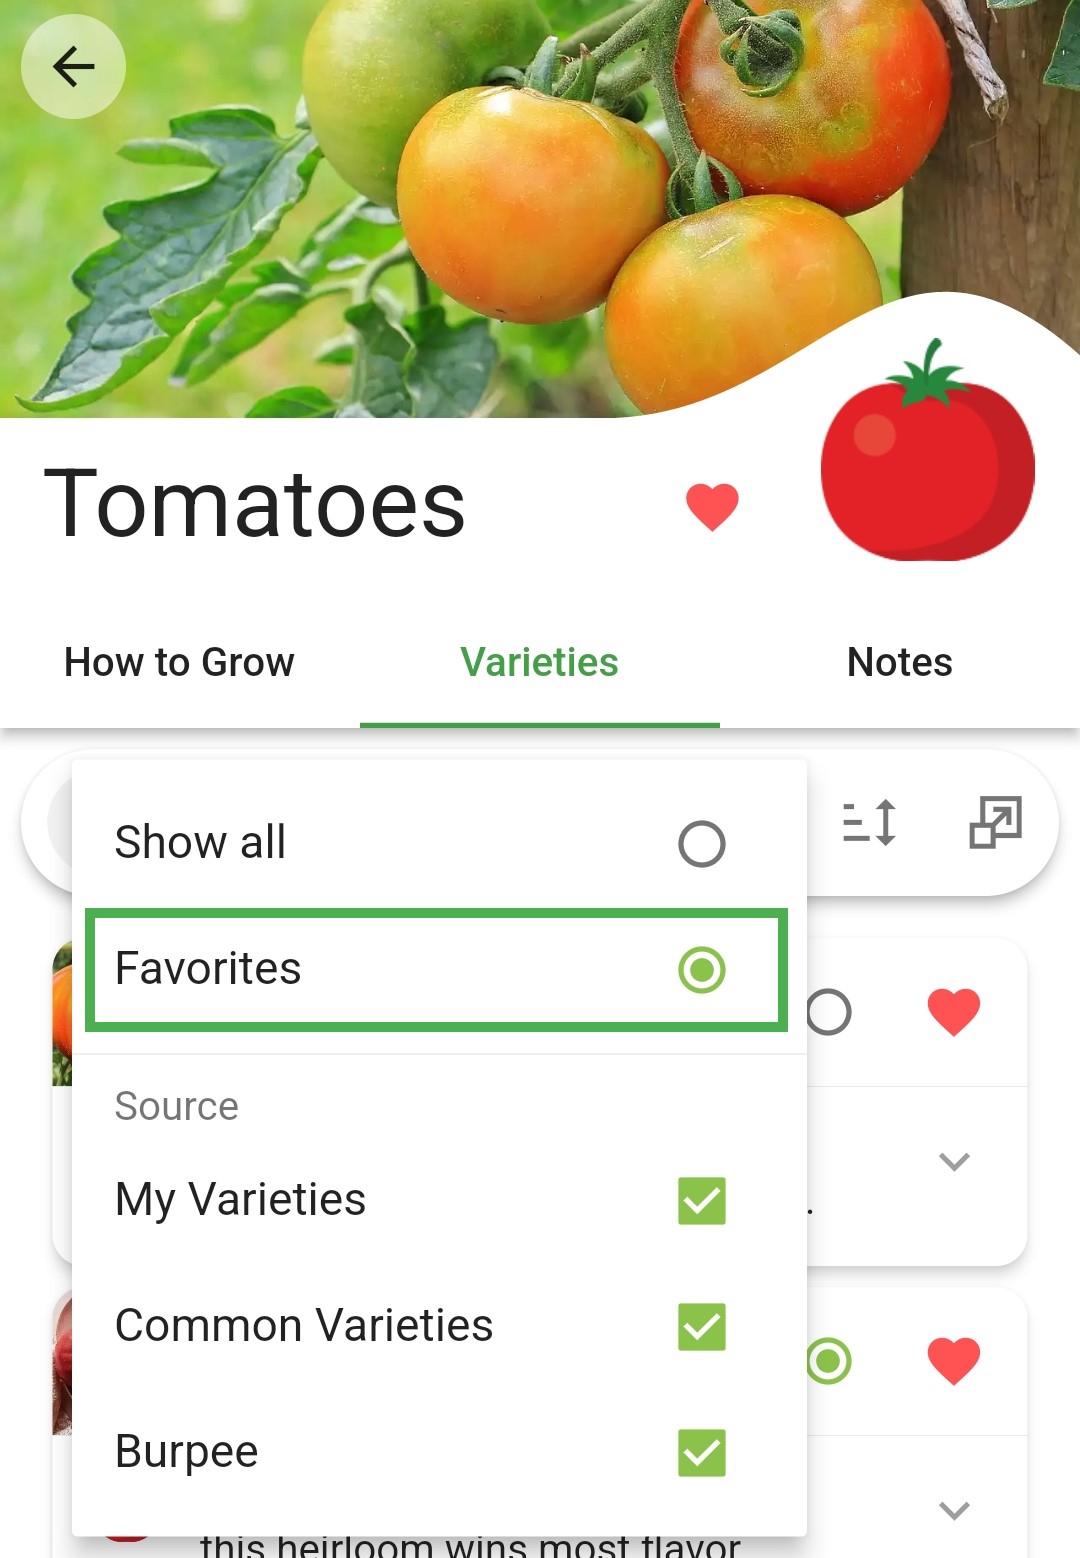 Tomatoes
How to Grow
Varieties
Notes
Show all
Favorites
Source
My Varieties
.
Common Varieties
Burpee
this heirloom wins most flavor